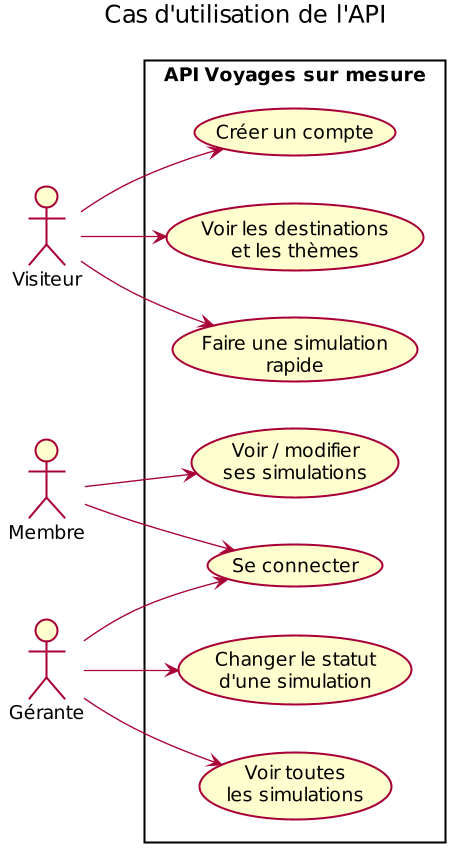 Cas d'utilisation de l'API
API Voyages sur mesure
Créer un compte
Voir les destinations
et les thèmes
Visiteur
Faire une simulation
rapide
Voir / modifier
ses simulations
Membre
Se connecter
Changer le statut
d'une simulation
Gérante
Voir toutes
les simulations